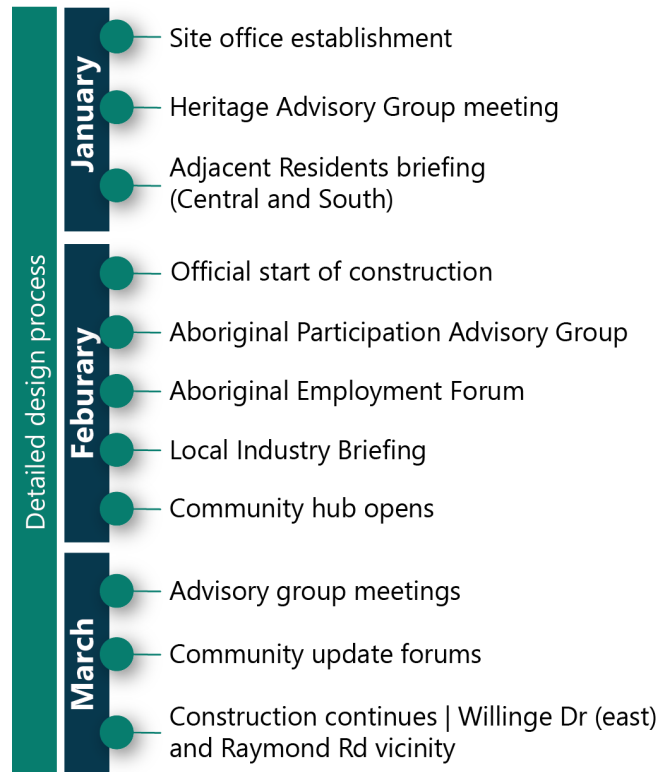 Detailed design process
January
Site office establishment
Heritage Advisory Group meeting
Adjacent Residents briefing
(Central and South)
Feburary
Official start of construction
Aboriginal Participation Advisory Group
Aboriginal Employment Forum
Local Industry Briefing
Community hub opens
March
Advisory group meetings
Community update forums
Construction continues | Willinge Dr (east)
and Raymond Rd vicinity